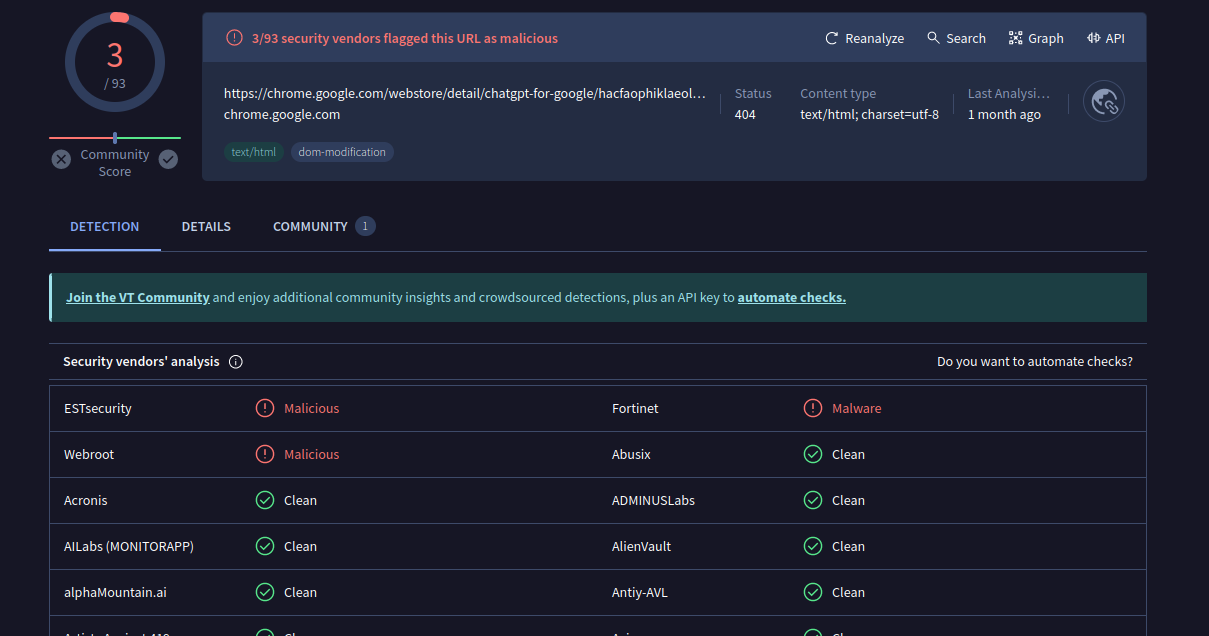 3
/ 93
Community
Score
3/93 security vendors flagged this URL as malicious
Reanalyze
Search
Graph
API
https://chrome.google.com/webstore/detail/chatgpt-for-google/hacfaophiklaeol…
chrome.google.com
text/html
dom-modification
Status
404
Content type
text/html; charset=utf-8
Last Analysi…
1 month ago
DETECTION
DETAILS
COMMUNITY 1
Join the VT Community and enjoy additional community insights and crowdsourced detections, plus an API key to automate checks.
Security vendors' analysis
Do you want to automate checks?
ESTsecurity Malicious Fortinet Malware
Webroot Malicious Abusix Clean
Acronis Clean ADMINUSLabs Clean
AILabs (MONITORAPP) Clean AlienVault Clean
alphaMountain.ai Clean Antiy-AVL Clean